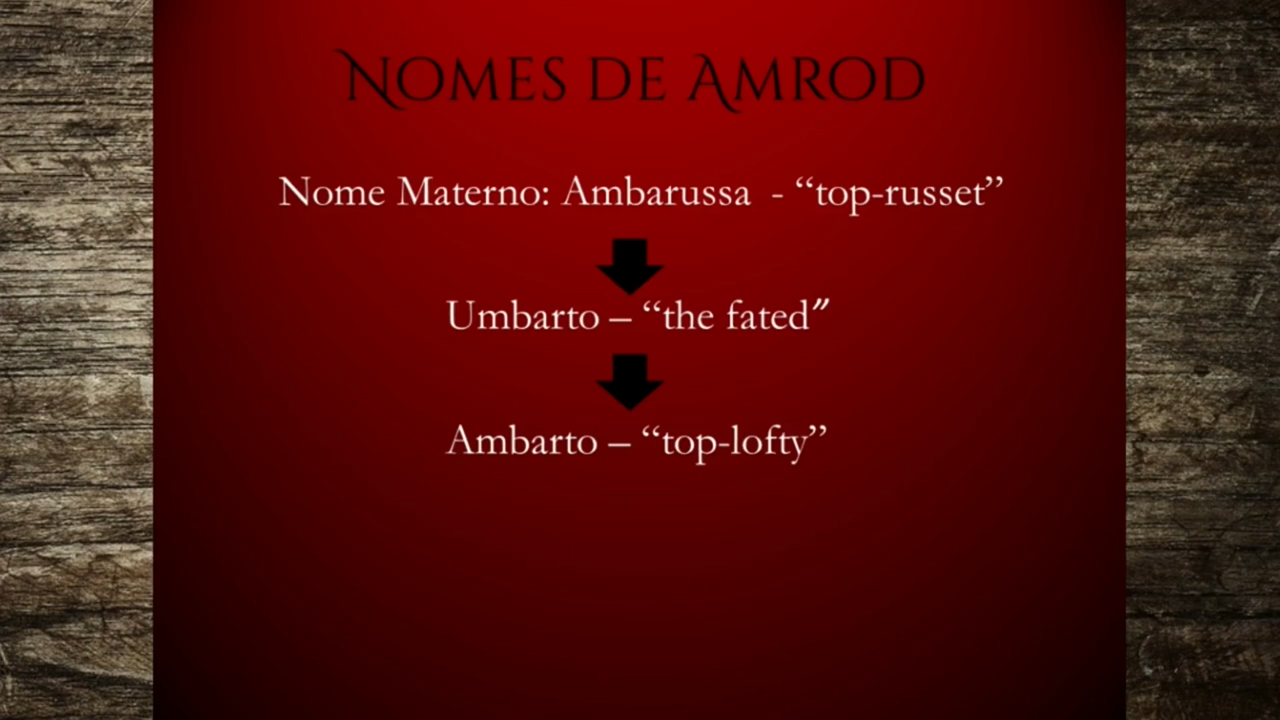 Nomes de Amrod
Nome Materno: Ambarussa - “top-russet”
Umbarto – “the fated”
Ambarto – “top-lofty”